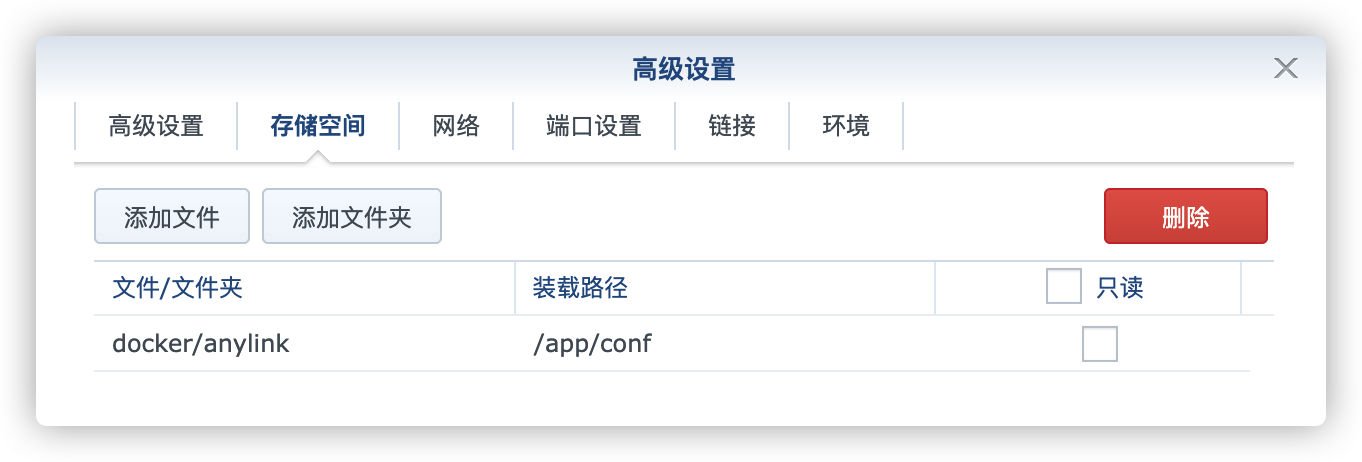 高级设置
高级设置 存储空间 网络 端口设置 链接 环境
添加文件 添加文件夹 删除
文件/文件夹 装载路径 只读
docker/anylink /app/conf